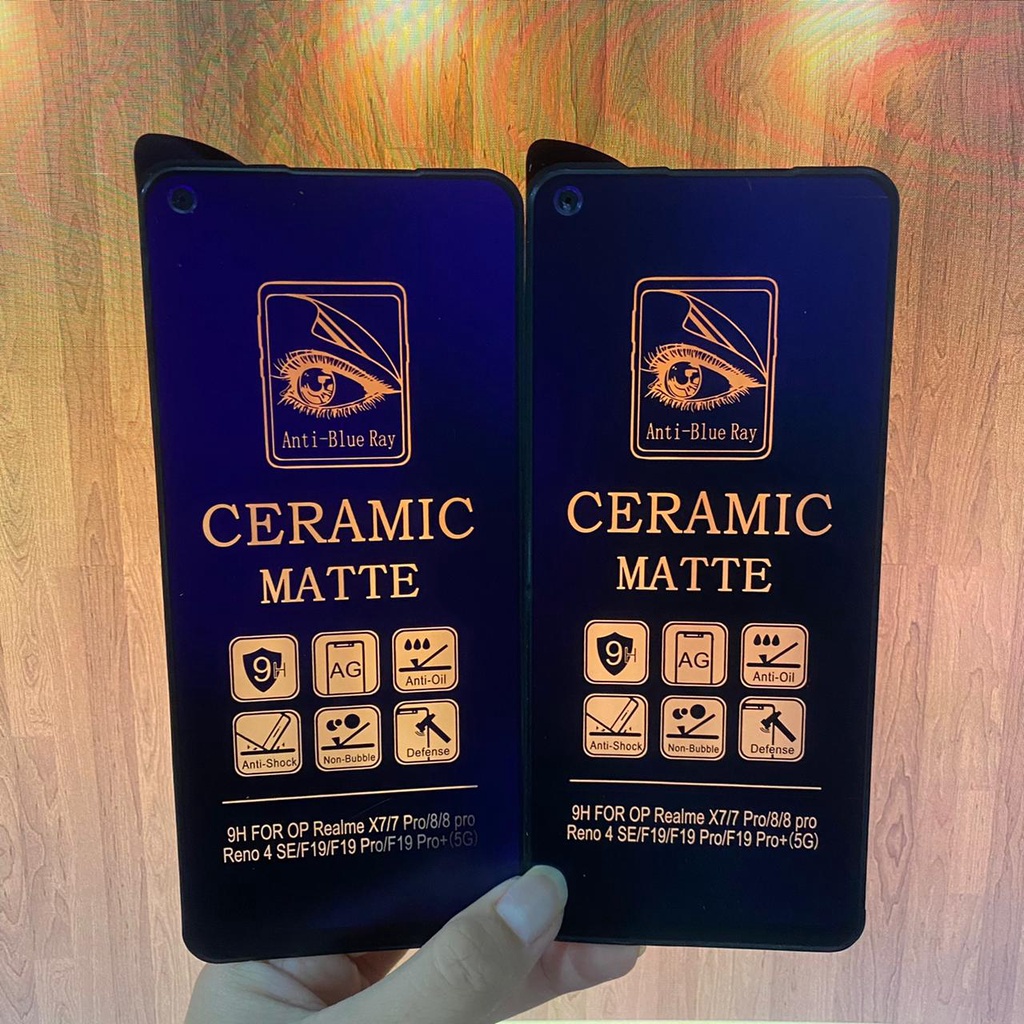 Anti-Blue Ray
CERAMIC
MATTE
9H
AG
Anti-Oil
Anti-Shock
Non-Bubble
Defense
9H FOR OP Realme X7/7 Pro/8/8 pro
Reno 4 SE/F19/F19 Pro/F19 Pro+(5G)
Anti-Blue Ray
CERAMIC
MATTE
9H
AG
Anti-Oil
Anti-Shock
Non-Bubble
Defense
9H FOR OP Realme X7/7 Pro/8/8 pro
Reno 4 SE/F19/F19 Pro/F19 Pro+(5G)